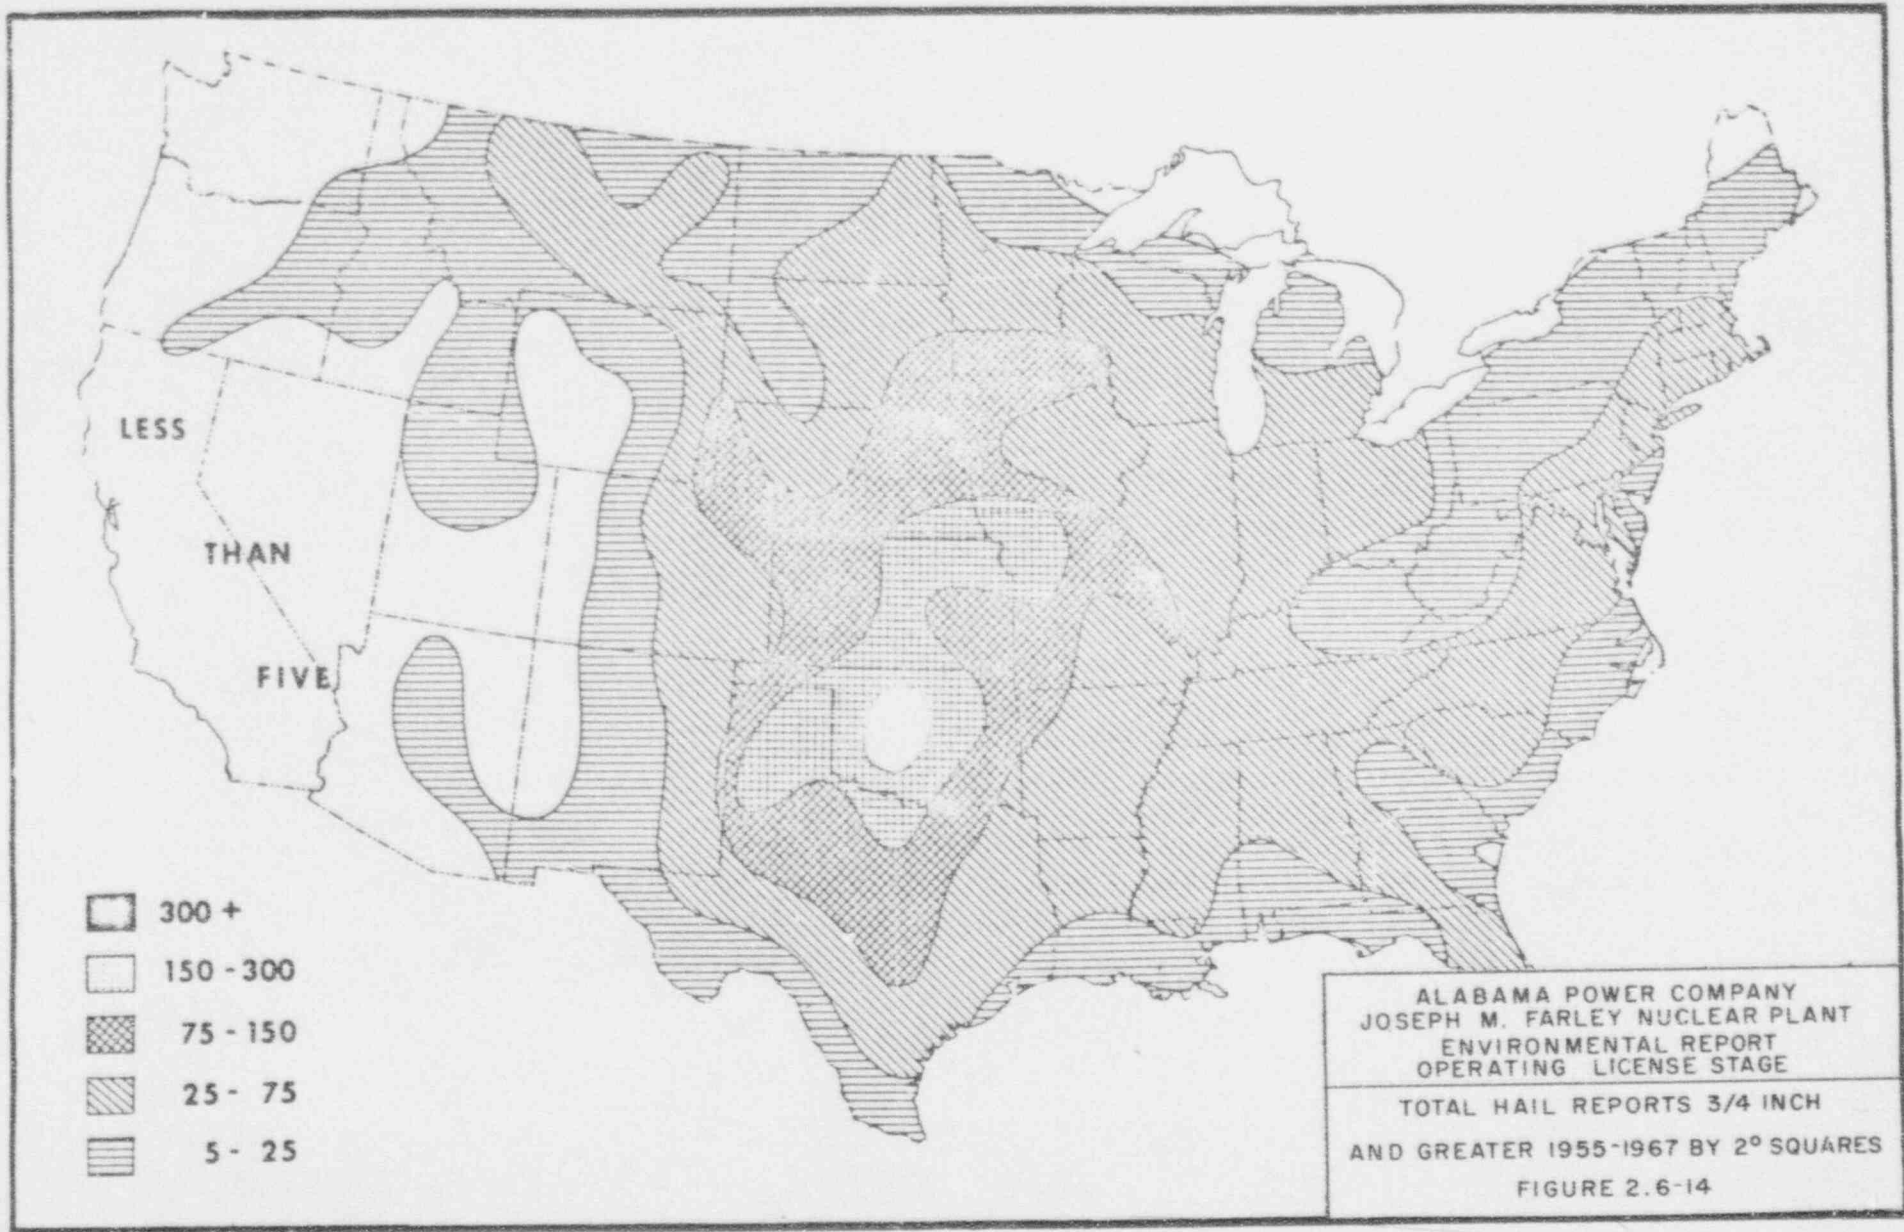 LESS
THAN
FIVE
300 +
150 - 300
75 - 150
25 - 75
5 - 25
ALABAMA POWER COMPANY
JOSEPH M. FARLEY NUCLEAR PLANT
ENVIRONMENTAL REPORT
OPERATING LICENSE STAGE
TOTAL HAIL REPORTS 3/4 INCH
AND GREATER 1955-1967 BY 2° SQUARES
FIGURE 2.6-14